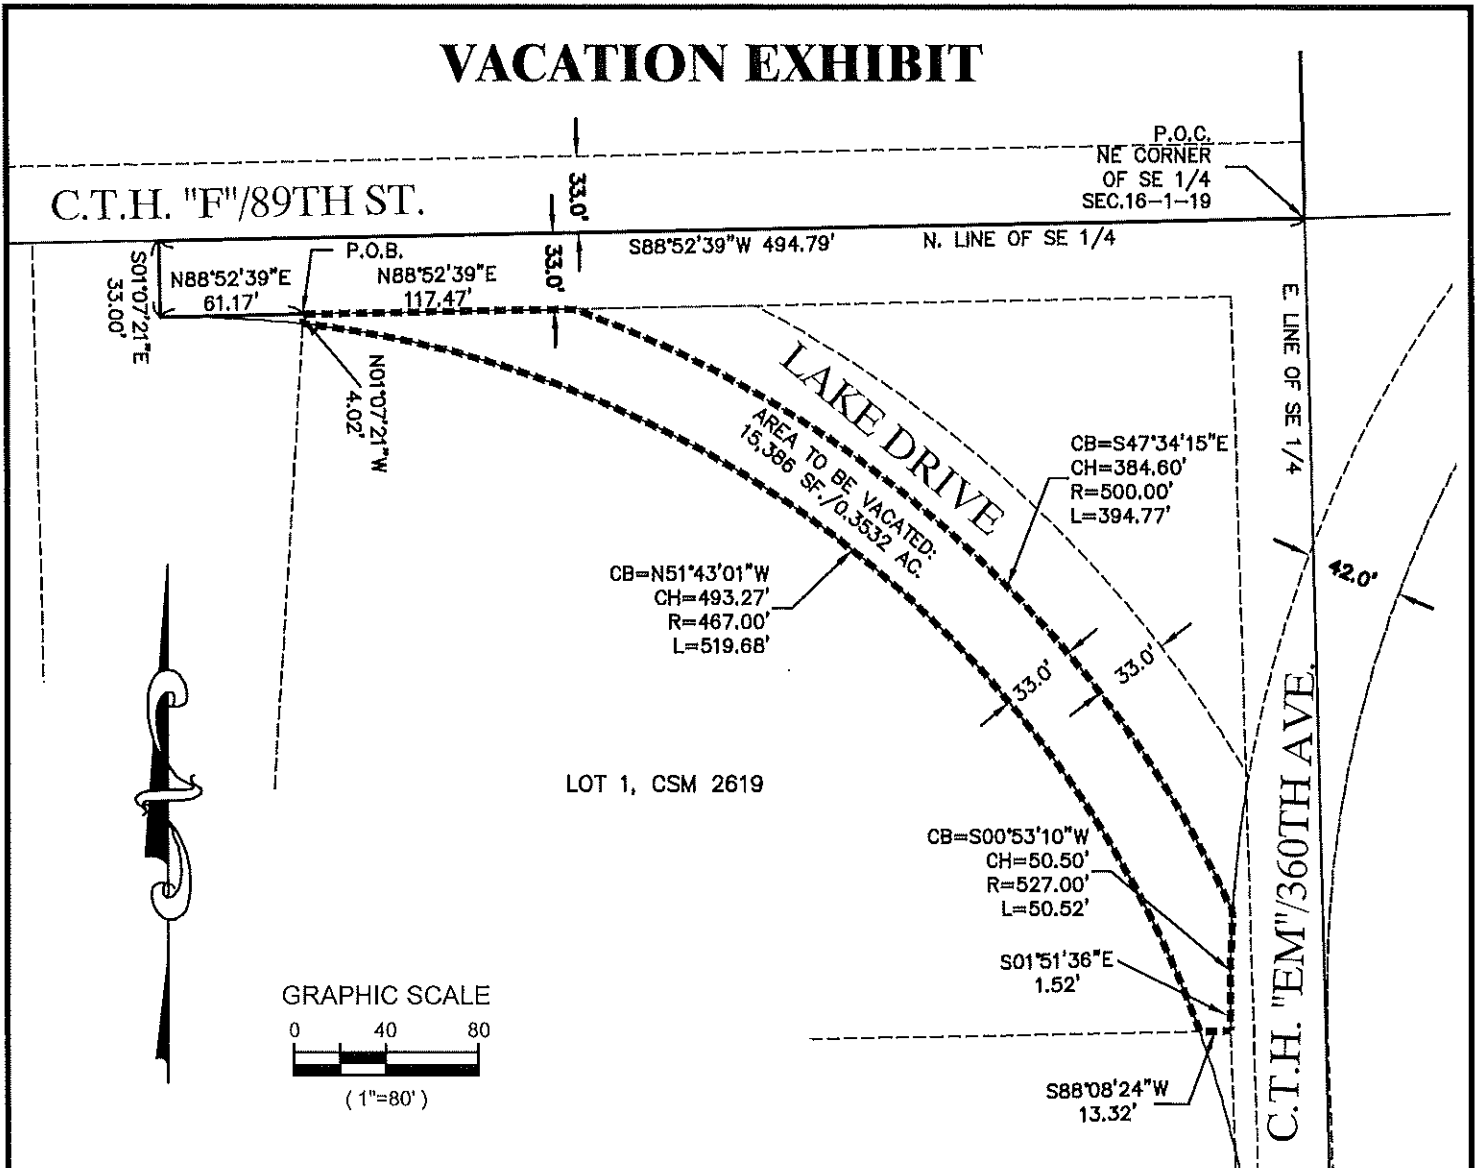 VACATION EXHIBIT
P.O.C.
NE CORNER
OF SE 1/4
SEC.16-1-19
C.T.H. "F"/89TH ST.
33.0'
S88°52'39"W 494.79'
N. LINE OF SE 1/4
P.O.B.
33.0'
N88°52'39"E
61.17'
N88°52'39"E
117.47'
S01°07'21"E
33.00'
N01°07'21"W
4.02'
E. LINE OF SE 1/4
LAKE DRIVE
AREA TO BE VACATED:
15,386 SF./0.3532 AC.
CB=S47°34'15"E
CH=384.60'
R=500.00'
L=394.77'
42.0'
CB=N51°43'01"W
CH=493.27'
R=467.00'
L=519.68'
33.0'
33.0'
LOT 1, CSM 2619
C.T.H. "EM"/360TH AVE.
CB=S00°53'10"W
CH=50.50'
R=527.00'
L=50.52'
S01°51'36"E
1.52'
GRAPHIC SCALE
0 40 80
( 1"=80' )
S88°08'24"W
13.32'